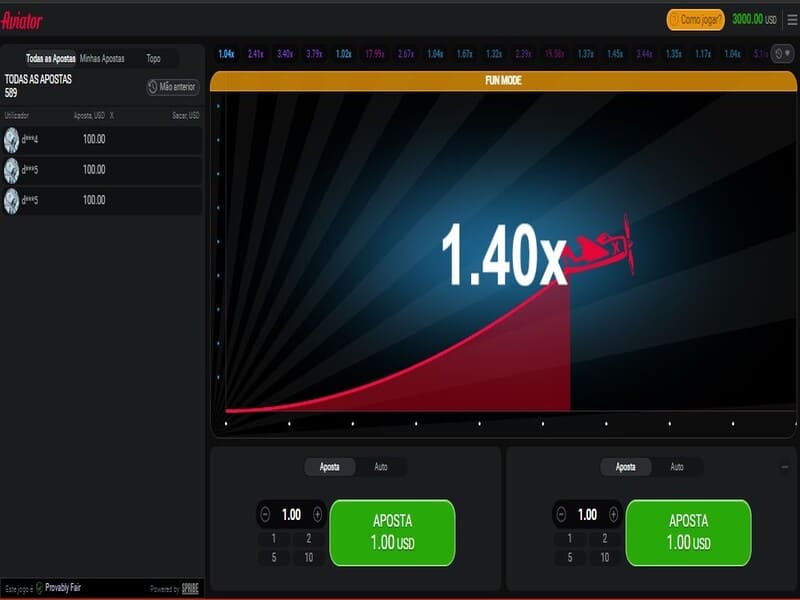 Aviator
? Como jogar?
3000.00 USD
Todas as Apostas Minhas Apostas Topo
1.04x 2.41x 3.40x 3.79x 1.02x 17.99x 2.67x 1.04x 1.67x 1.32x 2.39x 1.37x 1.45x 3.44x 1.35x 1.17x 1.04x
TODAS AS APOSTAS
589
Mão anterior
FUN MODE
Utilizador Aposta, USD X Sacar, USD
d***4 100.00
d***5 100.00
d***5 100.00
1.40x
X
Aposta Auto
1.00
1 2
5 10
APOSTA
1.00 USD
Aposta Auto
1.00
1 2
5 10
APOSTA
1.00 USD
Este jogo é Provably Fair
Powered by SPRIBE